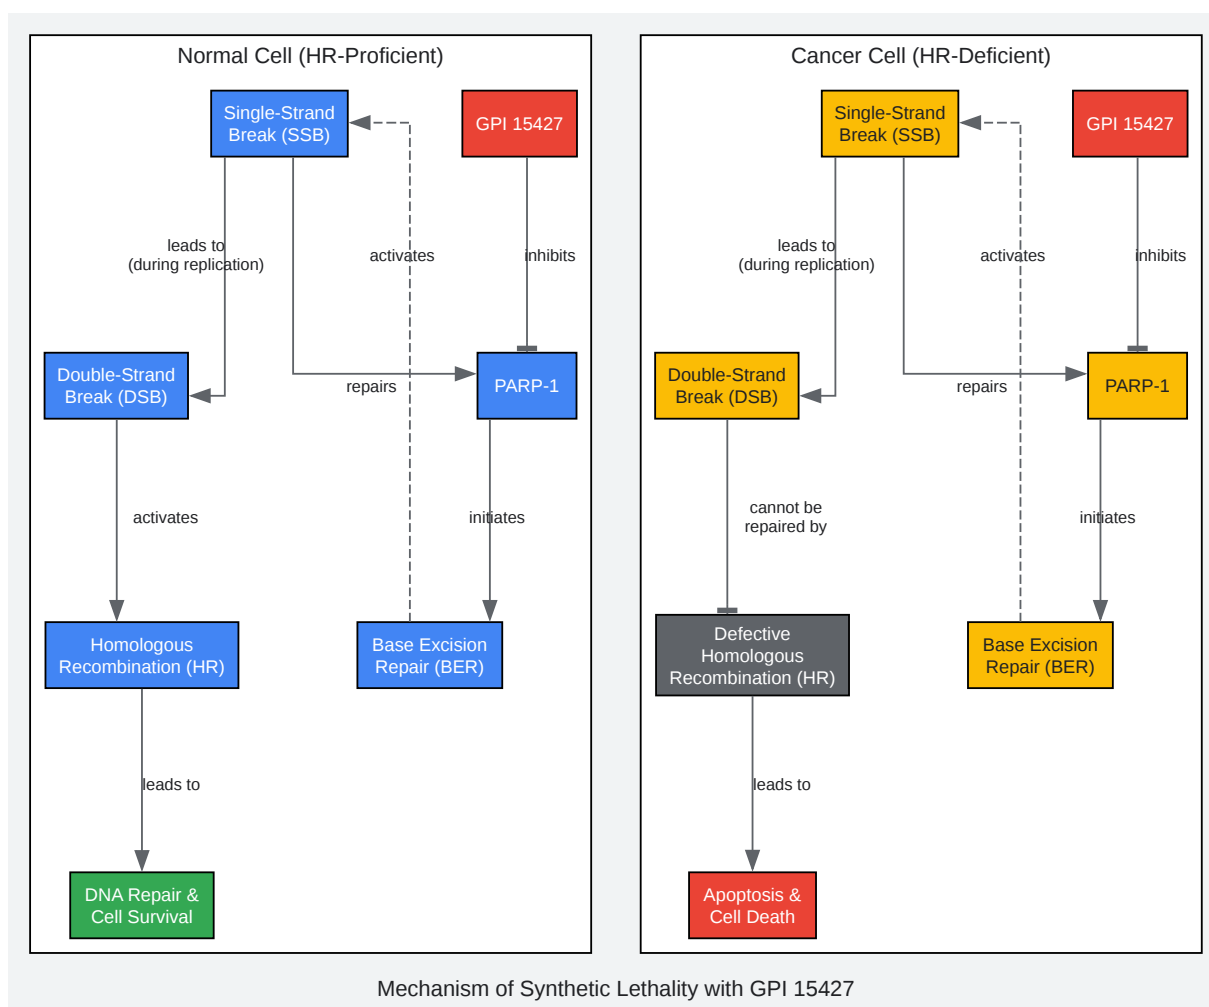 Normal Cell (HR-Proficient)
Single-Strand
Break (SSB)
GPI 15427
leads to
(during replication)
activates
inhibits
Double-Strand
Break (DSB)
repairs
PARP-1
activates
initiates
Homologous
Recombination (HR)
Base Excision
Repair (BER)
leads to
DNA Repair &
Cell Survival
Cancer Cell (HR-Deficient)
Single-Strand
Break (SSB)
GPI 15427
leads to
(during replication)
activates
inhibits
Double-Strand
Break (DSB)
repairs
PARP-1
cannot be
repaired by
initiates
Defective
Homologous
Recombination (HR)
Base Excision
Repair (BER)
leads to
Apoptosis &
Cell Death
Mechanism of Synthetic Lethality with GPI 15427